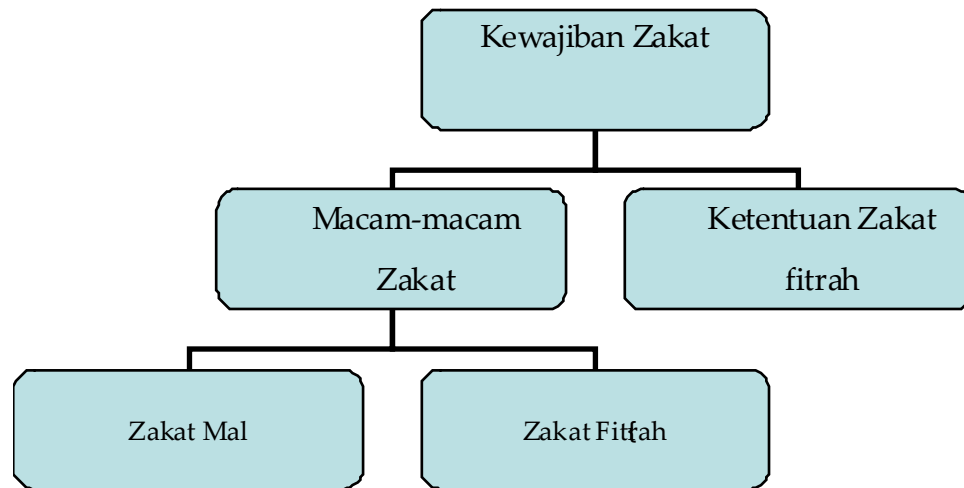 Kewajiban Zakat
Macam-macam
Zakat
Ketentuan Zakat
fitrah
Zakat Mal
Zakat Fitrah